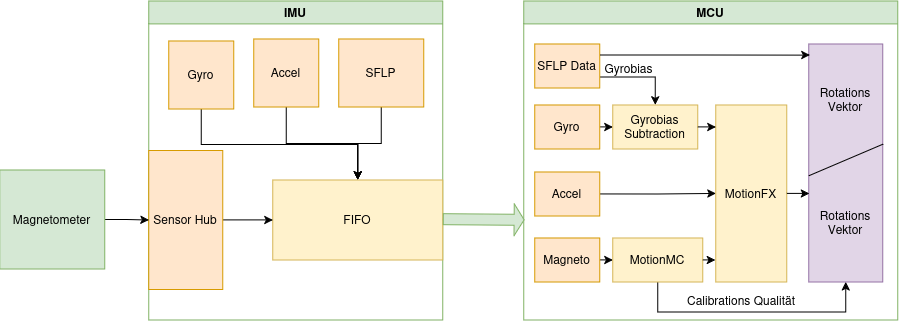 IMU
MCU
Gyro
Accel
SFLP
Magnetometer
Sensor Hub
FIFO
SFLP Data
Gyrobias
Gyro
Gyrobias
Subtraction
Accel
Magneto
MotionMC
MotionFX
Rotations
Vektor
Rotations
Vektor
Calibrations Qualität